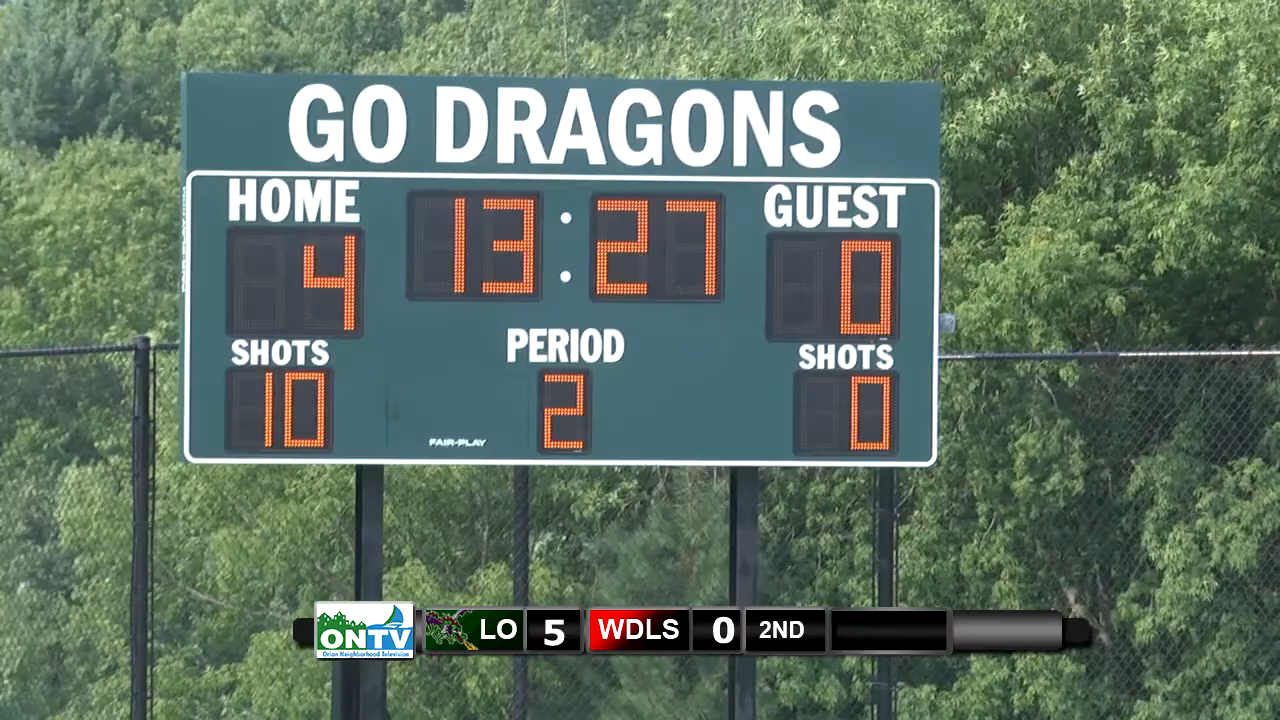 GO DRAGONS
HOME 13:27 GUEST
4 0
SHOTS PERIOD SHOTS
10 2 0
FAIR-PLAY
ONTV LO 5 WDLS 0 2ND
Orion Neighborhood Television